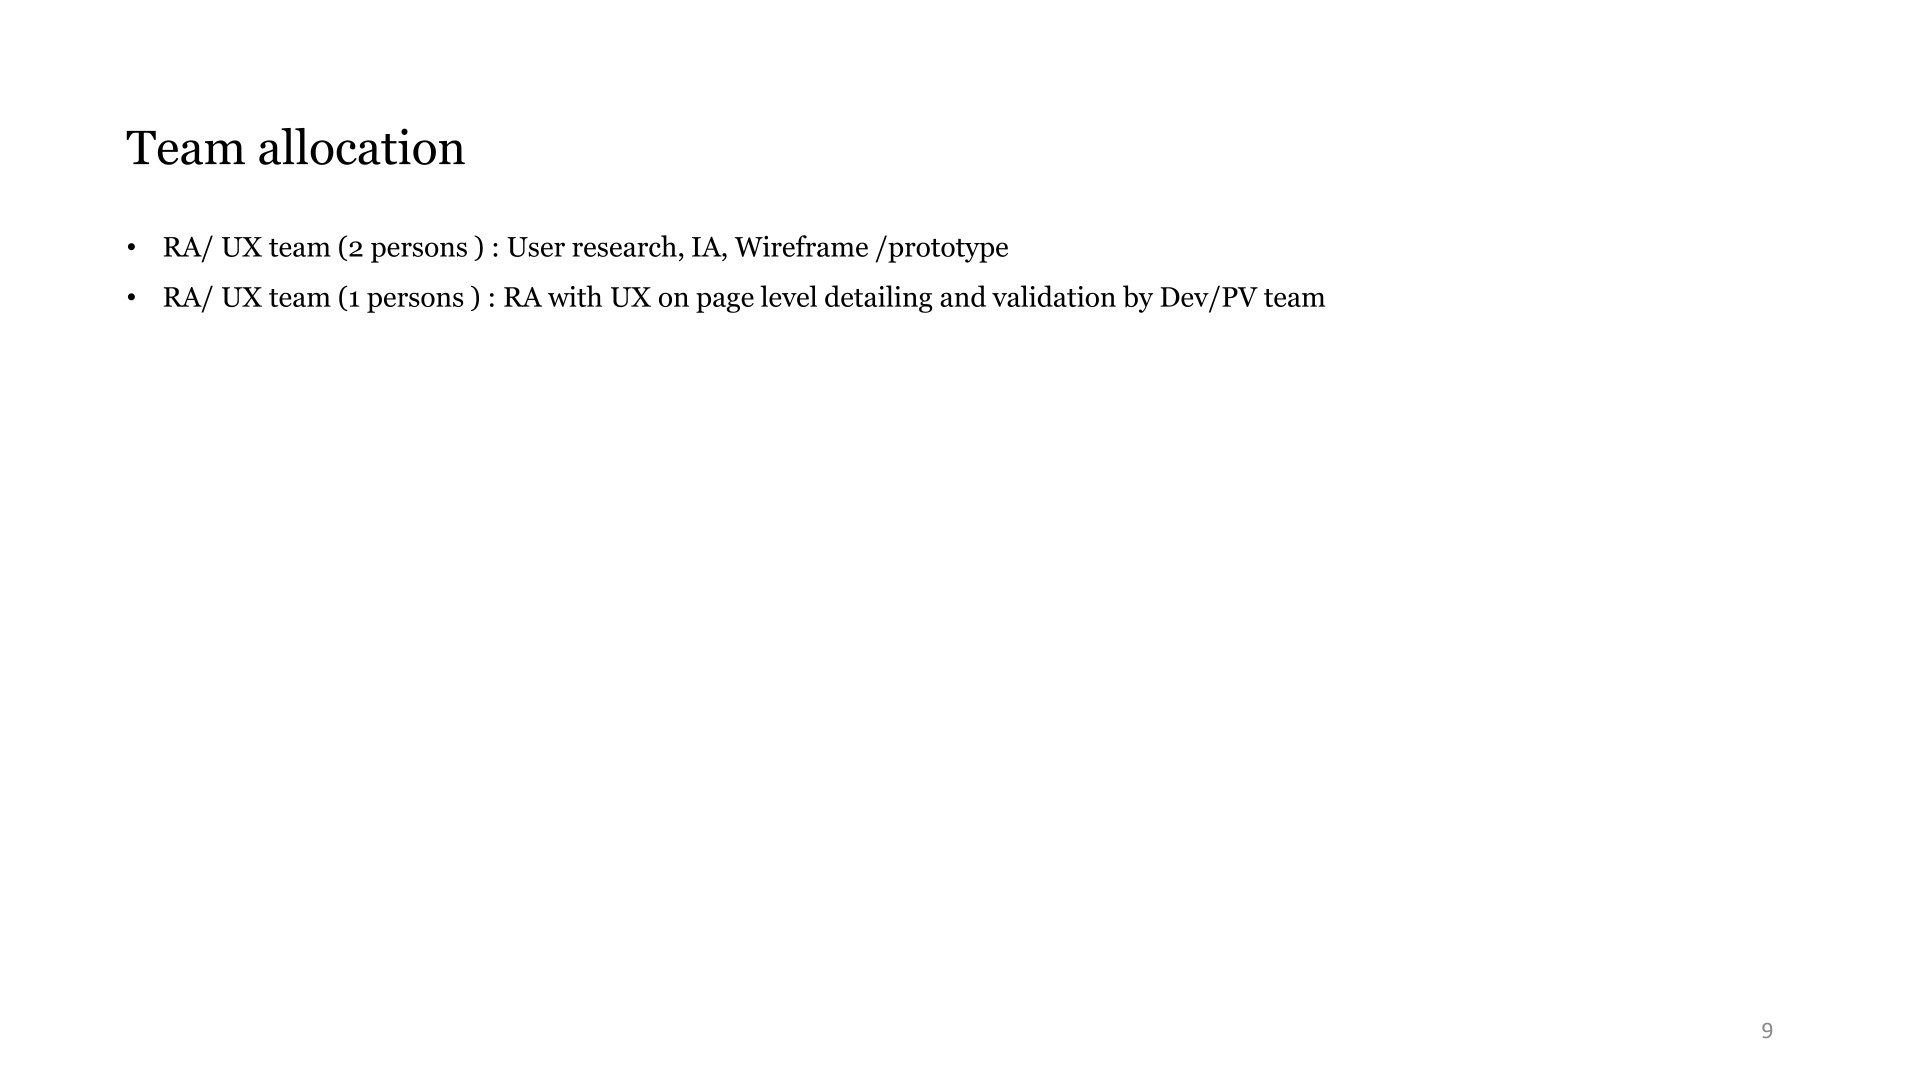 Team allocation
• RA/ UX team (2 persons ) : User research, IA, Wireframe /prototype
• RA/ UX team (1 persons ) : RA with UX on page level detailing and validation by Dev/PV team
9